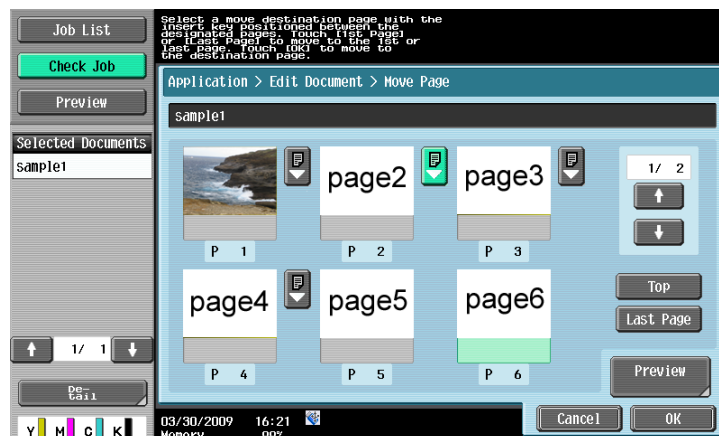 Job List
Check Job
Preview
Selected Documents
sample1
1/ 1
De-
tail
Y M C K
Select a move destination page with the
insert key positioned between the
designated pages. Touch [1st Page]
or [Last Page] to move to the 1st or
last page. Touch [OK] to move to
the destination page.
Application > Edit Document > Move Page
sample1
page2 page3
P 1 P 2 P 3
page4 page5 page6
P 4 P 5 P 6
1/ 2
Top
Last Page
Preview
03/30/2009 16:21
Memory 99%
Cancel OK